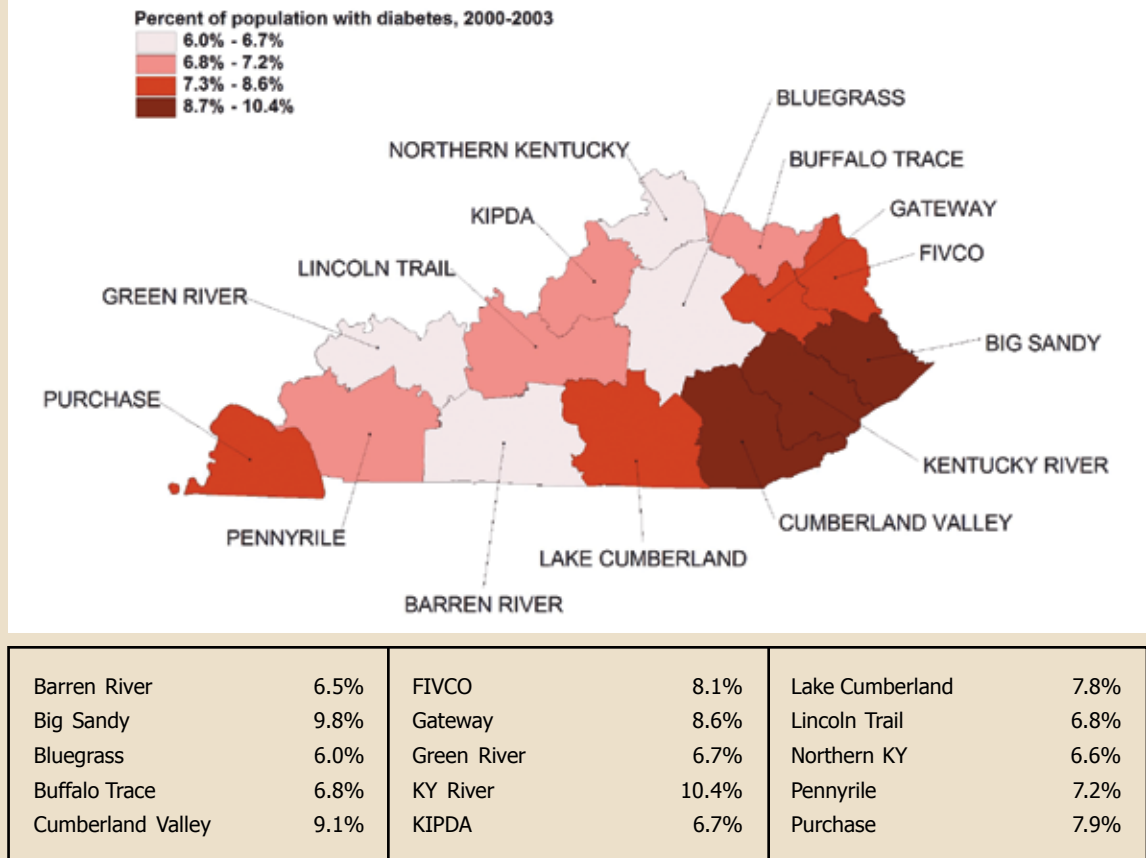 Percent of population with diabetes, 2000-2003
6.0% - 6.7%
6.8% - 7.2%
7.3% - 8.6%
8.7% - 10.4%
BLUEGRASS
NORTHERN KENTUCKY
BUFFALO TRACE
GATEWAY
KIPDA
FIVCO
LINCOLN TRAIL
GREEN RIVER
BIG SANDY
PURCHASE
KENTUCKY RIVER
CUMBERLAND VALLEY
PENNYRILE
LAKE CUMBERLAND
BARREN RIVER
Barren River 6.5%
Big Sandy 9.8%
Bluegrass 6.0%
Buffalo Trace 6.8%
Cumberland Valley 9.1%
FIVCO 8.1%
Gateway 8.6%
Green River 6.7%
KY River 10.4%
KIPDA 6.7%
Lake Cumberland 7.8%
Lincoln Trail 6.8%
Northern KY 6.6%
Pennyrile 7.2%
Purchase 7.9%